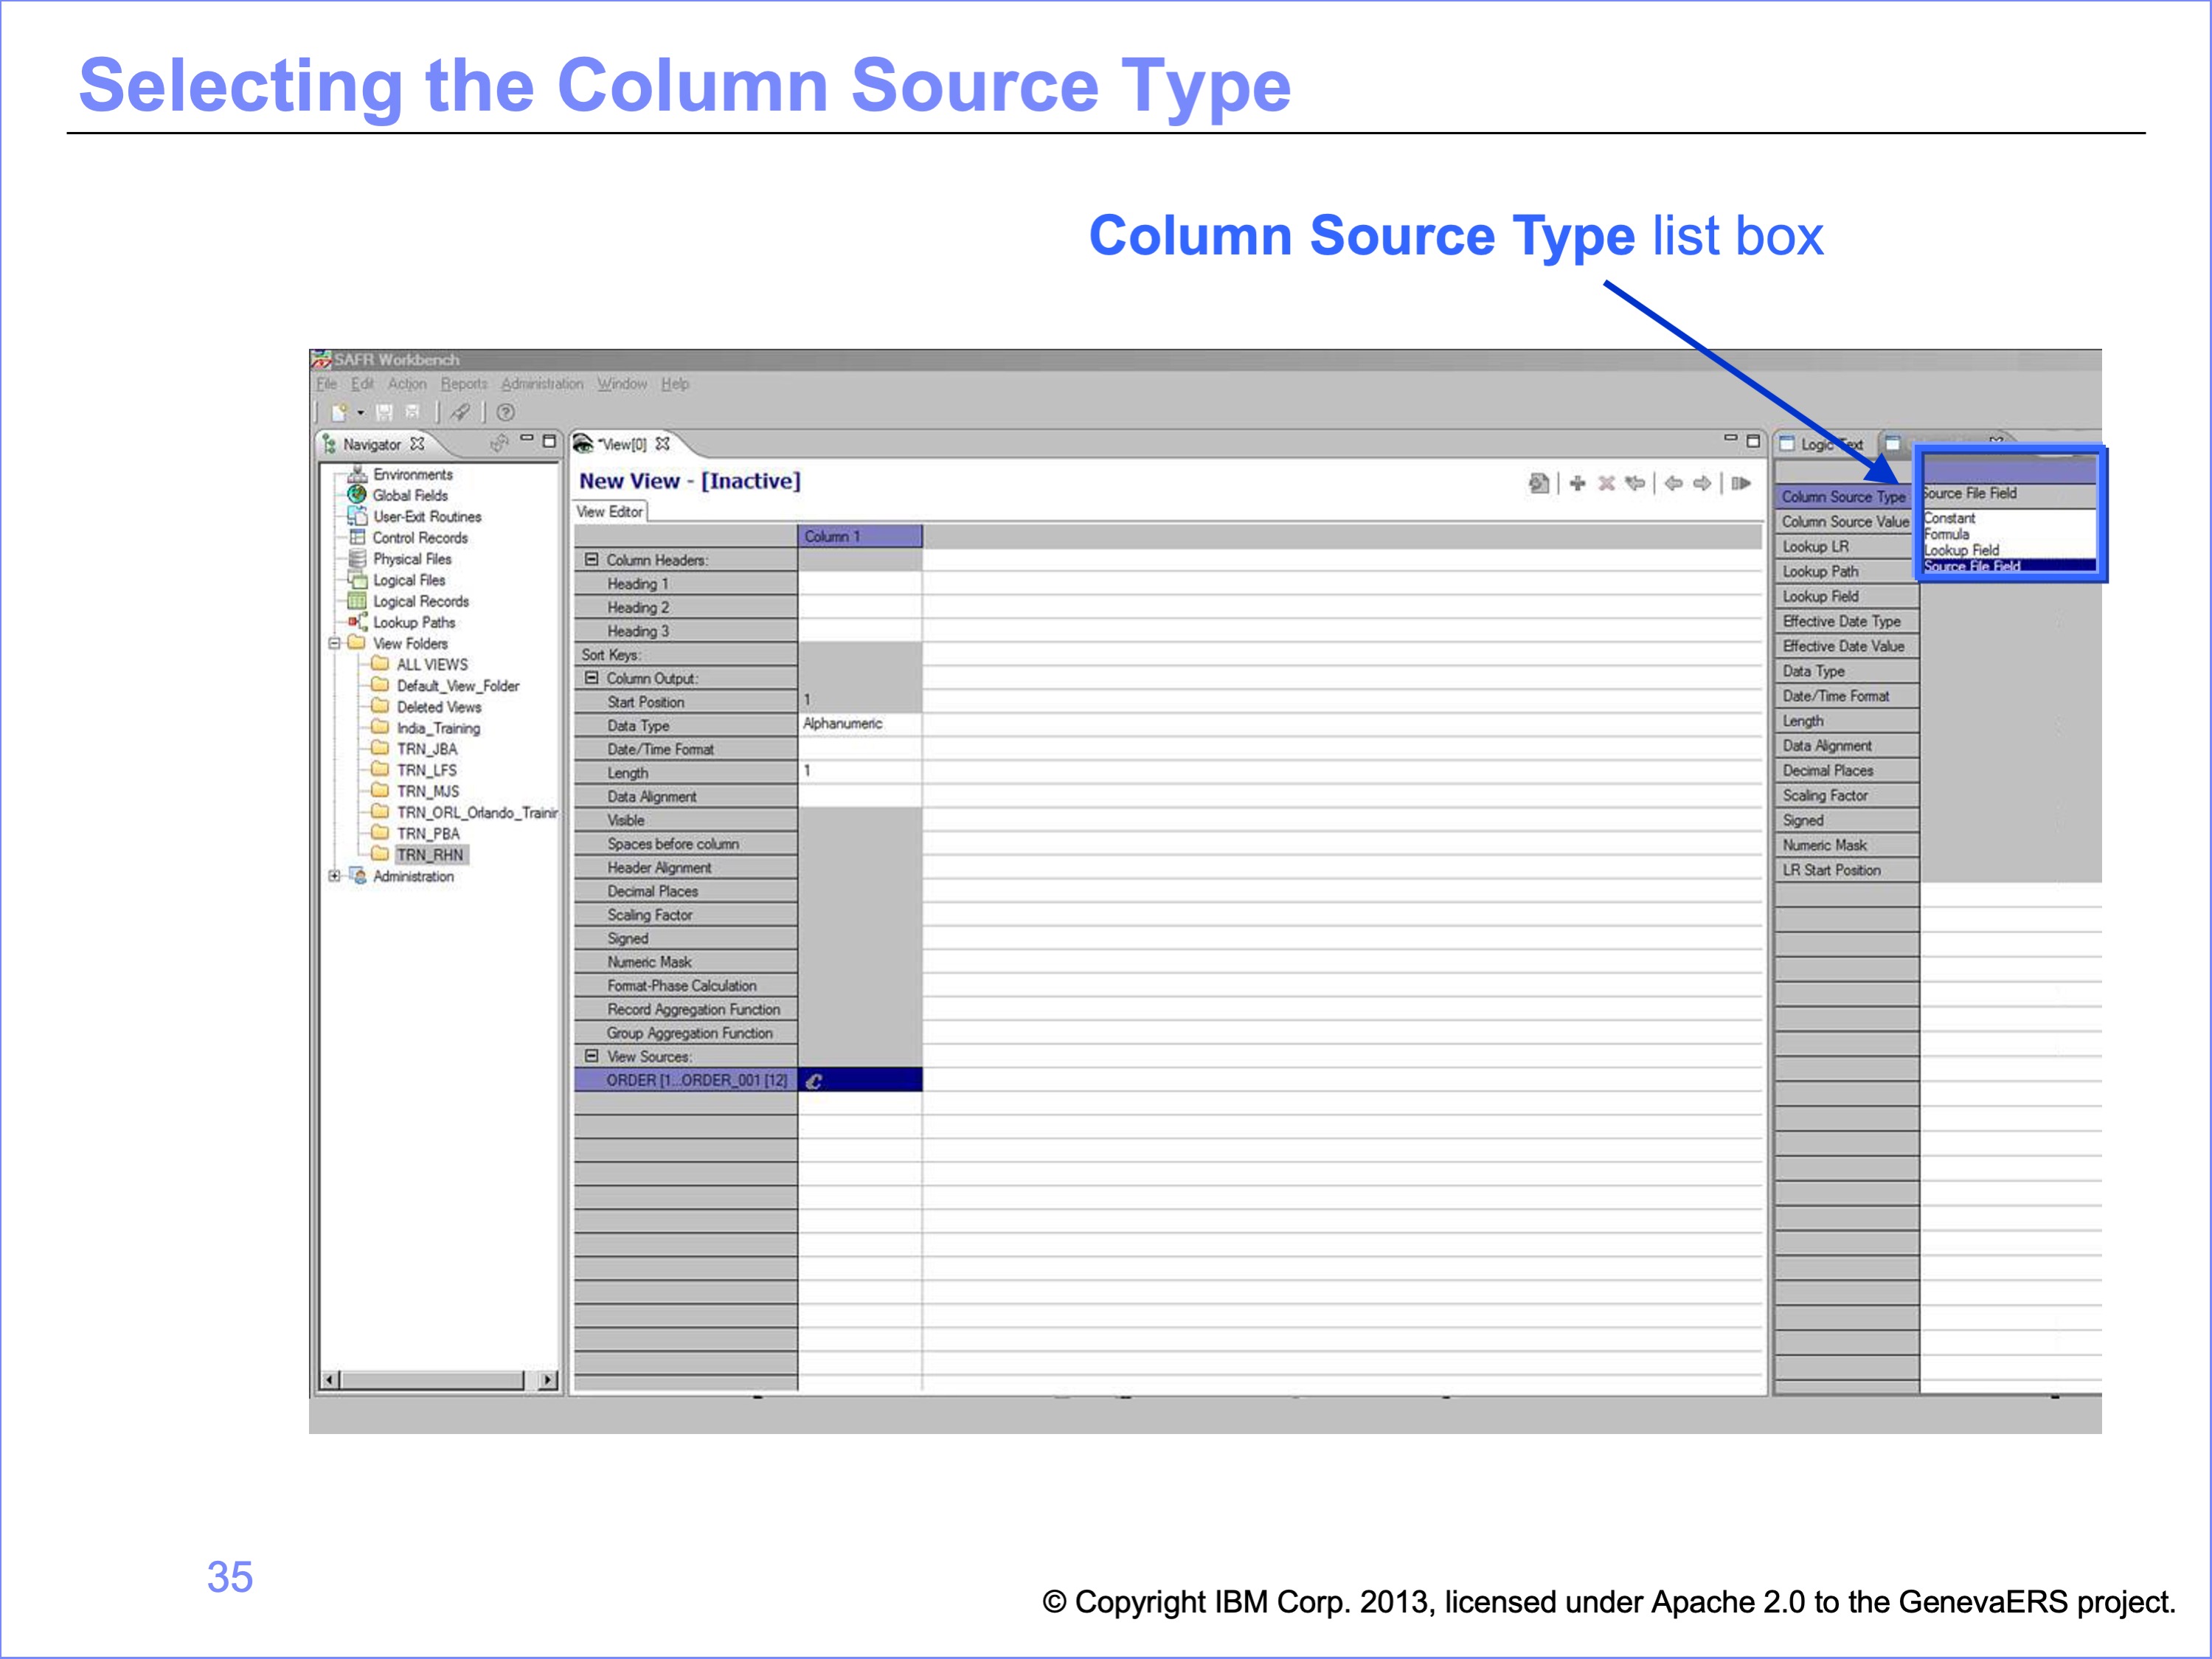 Selecting the Column Source Type
Column Source Type list box
SAFR Workbench
File Edit Action Reports Administration Window Help
Navigator
Environments
Global Fields
User-Exit Routines
Control Records
Physical Files
Logical Files
Logical Records
Lookup Paths
View Folders
ALL VIEWS
Default_View_Folder
Deleted Views
India_Training
TRN_JBA
TRN_LFS
TRN_MJS
TRN_ORL_Orlando_Trainin
TRN_PBA
TRN_RHN
Administration
*View[0]
New View - [Inactive]
View Editor
Column 1
Column Headers:
Heading 1
Heading 2
Heading 3
Sort Keys:
Column Output:
Start Position 1
Data Type Alphanumeric
Date/Time Format
Length 1
Data Alignment
Visible
Spaces before column
Header Alignment
Decimal Places
Scaling Factor
Signed
Numeric Mask
Format-Phase Calculation
Record Aggregation Function
Group Aggregation Function
View Sources:
ORDER [1...ORDER_001 [12]
Logic Text
Column Source Type Source File Field
Column Source Value
Constant
Formula
Lookup Field
Source File Field
Lookup LR
Lookup Path
Lookup Field
Effective Date Type
Effective Date Value
Data Type
Date/Time Format
Length
Data Alignment
Decimal Places
Scaling Factor
Signed
Numeric Mask
LR Start Position
35
© Copyright IBM Corp. 2013, licensed under Apache 2.0 to the GenevaERS project.